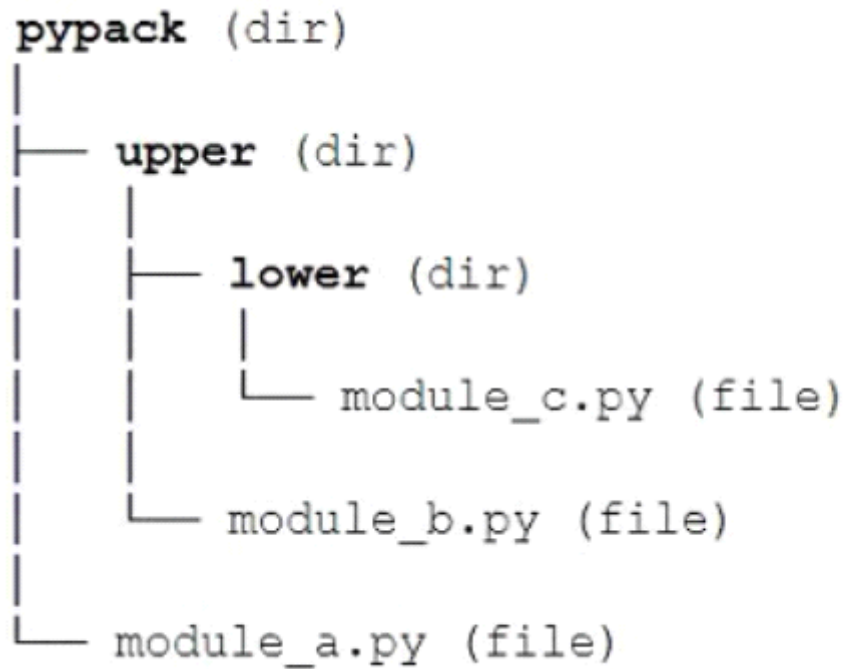 pypack (dir)
upper (dir)
lower (dir)
module_c.py (file)
module_b.py (file)
module_a.py (file)